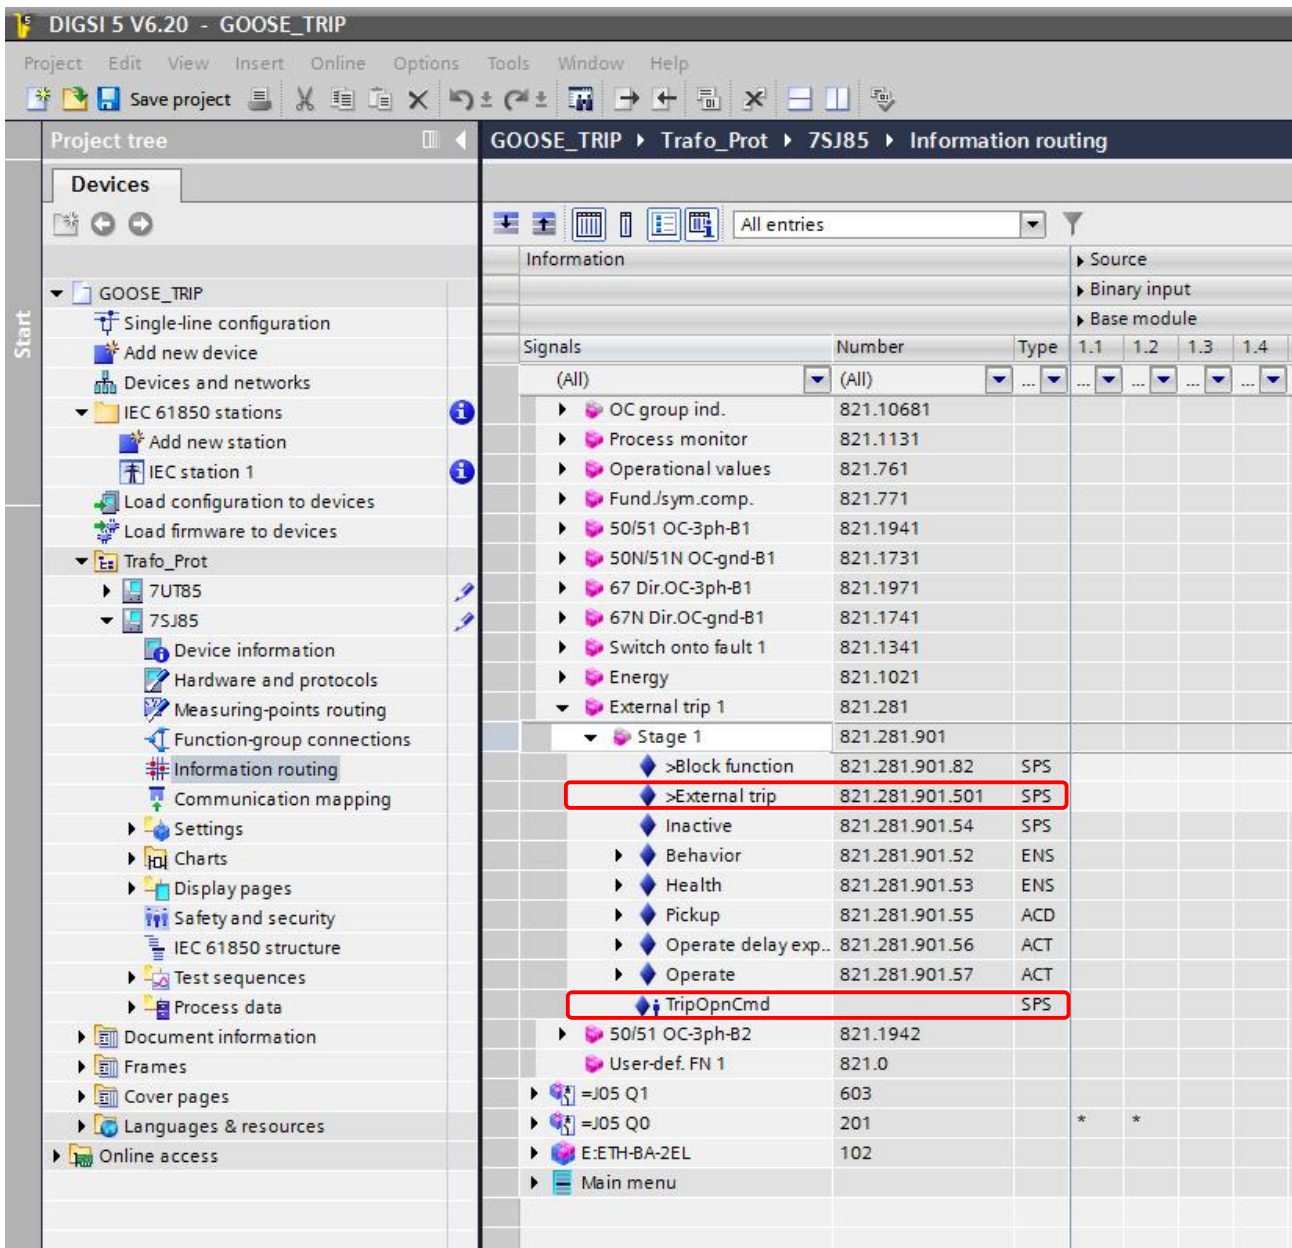 DIGSI 5 V6.20 - GOOSE_TRIP
Project Edit View Insert Online Options Tools Window Help
Save project
Project tree
GOOSE_TRIP Trafo_Prot 7SJ85 Information routing
Devices
Start
All entries
GOOSE_TRIP
Single-line configuration
Add new device
Devices and networks
IEC 61850 stations
Add new station
IEC station 1
Load configuration to devices
Load firmware to devices
Trafo_Prot
7UT85
7SJ85
Device information
Hardware and protocols
Measuring-points routing
Function-group connections
Information routing
Communication mapping
Settings
Charts
Display pages
Safety and security
IEC 61850 structure
Test sequences
Process data
Document information
Frames
Cover pages
Languages & resources
Online access
Information Source
Binary input
Base module
Signals Number Type 1.1 1.2 1.3 1.4
(All) (All) ... ... ... ... ...
OC group ind. 821.10681
Process monitor 821.1131
Operational values 821.761
Fund./sym.comp. 821.771
50/51 OC-3ph-B1 821.1941
50N/51N OC-gnd-B1 821.1731
67 Dir.OC-3ph-B1 821.1971
67N Dir.OC-gnd-B1 821.1741
Switch onto fault 1 821.1341
Energy 821.1021
External trip 1 821.281
Stage 1 821.281.901
>Block function 821.281.901.82 SPS
>External trip 821.281.901.501 SPS
Inactive 821.281.901.54 SPS
Behavior 821.281.901.52 ENS
Health 821.281.901.53 ENS
Pickup 821.281.901.55 ACD
Operate delay exp... 821.281.901.56 ACT
Operate 821.281.901.57 ACT
TripOpnCmd SPS
50/51 OC-3ph-B2 821.1942
User-def. FN 1 821.0
=J05 Q1 603
=J05 Q0 201 * *
E:ETH-BA-2EL 102
Main menu